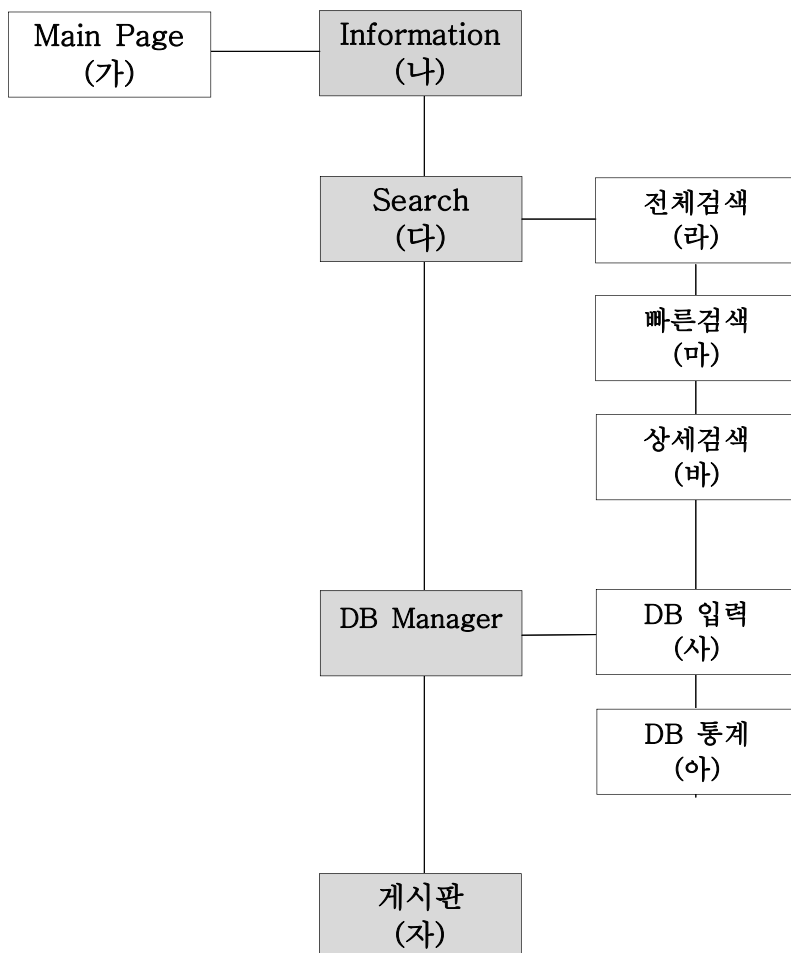 Main Page
(가)
Information
(나)
Search
(다)
전체검색
(라)
빠른검색
(마)
상세검색
(바)
DB Manager
DB 입력
(사)
DB 통계
(아)
게시판
(자)